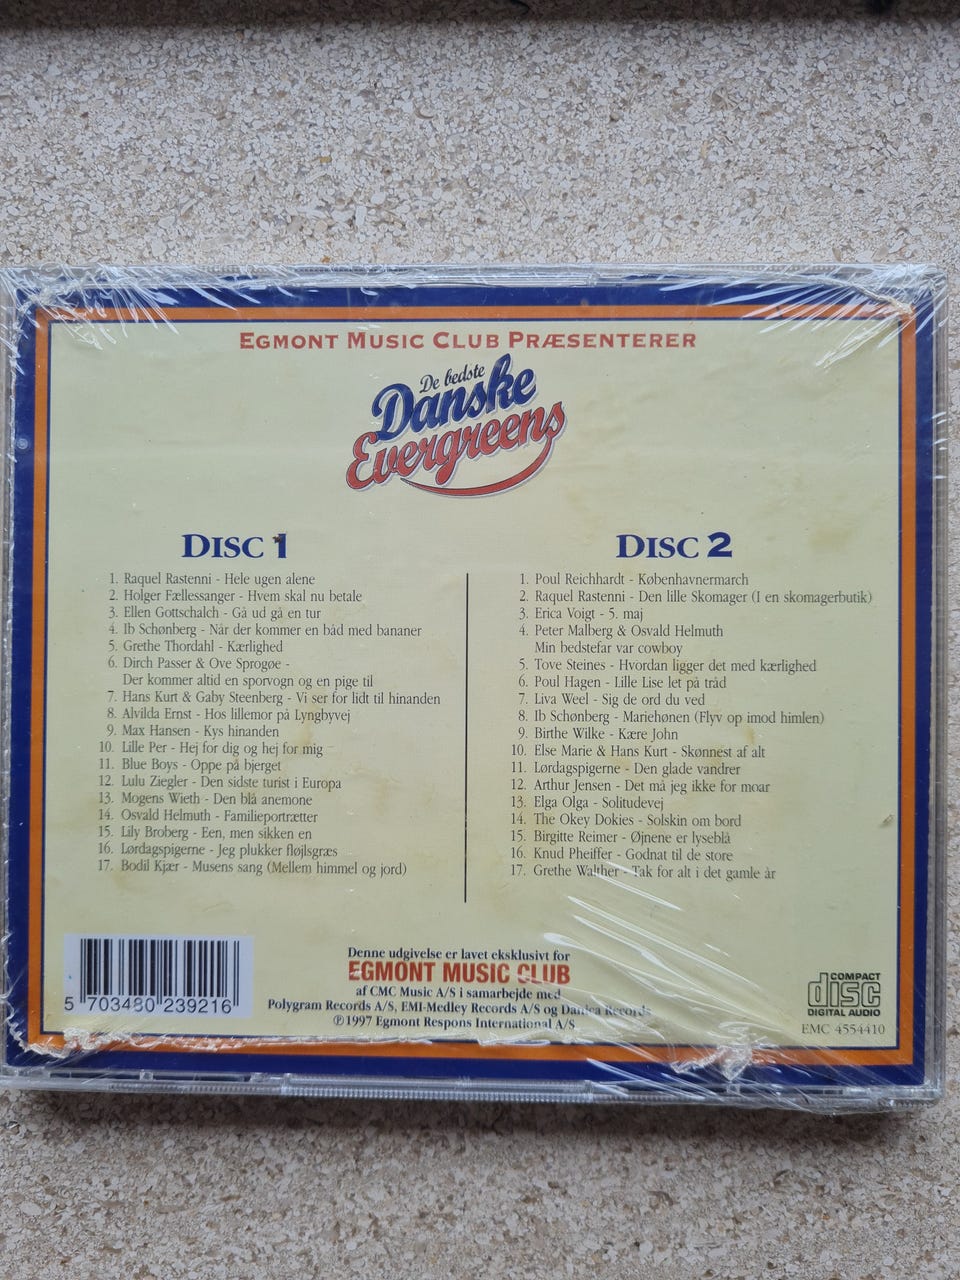 EGMONT MUSIC CLUB PRÆSENTERER
De bedste
Danske
Evergreens
DISC 1
1. Raquel Rastenni - Hele ugen alene
2. Holger Fællessanger - Hvem skal nu betale
3. Ellen Gottschalch - Gå ud gå en tur
4. Ib Schønberg - Når der kommer en båd med bananer
5. Grethe Thordahl - Kærlighed
6. Dirch Passer & Ove Sprogøe -
Der kommer altid en sporvogn og en pige til
7. Hans Kurt & Gaby Steenberg - Vi ser for lidt til hinanden
8. Alvilda Ernst - Hos lillemor på Lyngbyvej
9. Max Hansen - Kys hinanden
10. Lille Per - Hej for dig og hej for mig
11. Blue Boys - Oppe på bjerget
12. Lulu Ziegler - Den sidste turist i Europa
13. Mogens Wieth - Den blå anemone
14. Osvald Helmuth - Familieportrætter
15. Lily Broberg - Een, men sikken en
16. Lørdagspigerne - Jeg plukker fløjlsgræs
17. Bodil Kjær - Musens sang (Mellem himmel og jord)
DISC 2
1. Poul Reichhardt - Københavnermarch
2. Raquel Rastenni - Den lille Skomager (I en skomagerbutik)
3. Erica Voigt - 5. maj
4. Peter Malberg & Osvald Helmuth
Min bedstefar var cowboy
5. Tove Steines - Hvordan ligger det med kærlighed
6. Poul Hagen - Lille Lise let på tråd
7. Liva Weel - Sig de ord du ved
8. Ib Schønberg - Mariehønen (Flyv op imod himlen)
9. Birthe Wilke - Kære John
10. Else Marie & Hans Kurt - Skønnest af alt
11. Lørdagspigerne - Den glade vandrer
12. Arthur Jensen - Det må jeg ikke for moar
13. Elga Olga - Solitudevej
14. The Okey Dokies - Solskin om bord
15. Birgitte Reimer - Øjnene er lyseblå
16. Knud Pheiffer - Godnat til de store
17. Grethe Walther - Tak for alt i det gamle år
5 703480 239216
Denne udgivelse er lavet eksklusivt for
EGMONT MUSIC CLUB
af CMC Music A/S i samarbejde med
Polygram Records A/S, EMI-Medley Records A/S og Danica Records
℗ 1997 Egmont Respons International A/S
COMPACT
disc
DIGITAL AUDIO
EMC 4554410